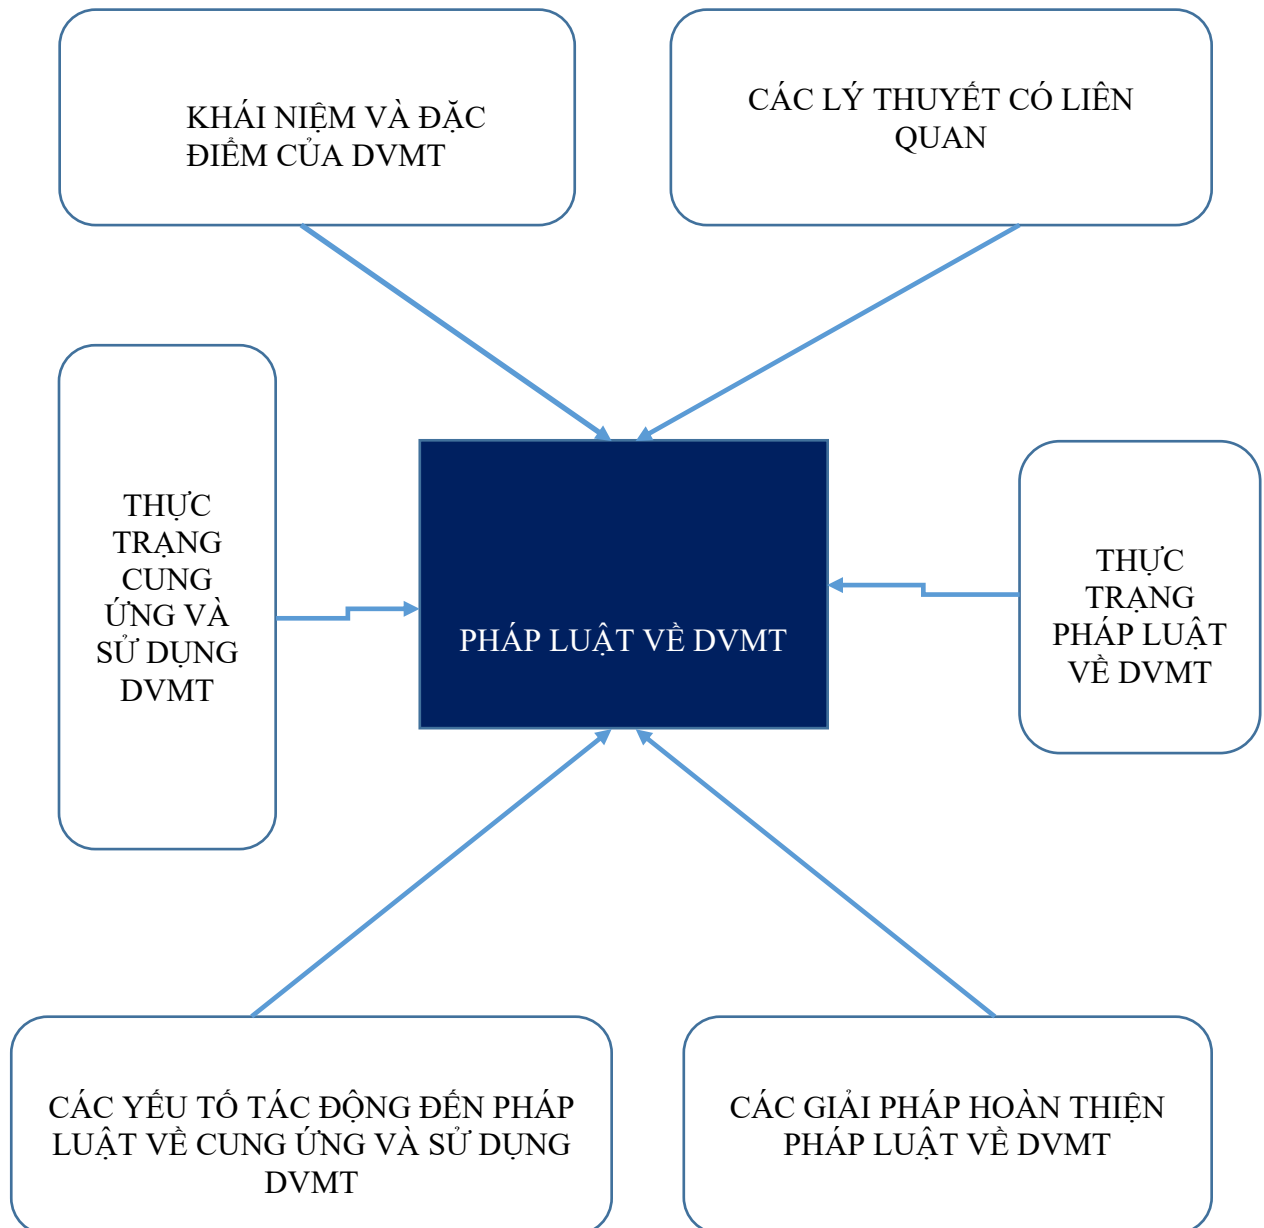 KHÁI NIỆM VÀ ĐẶC
ĐIỂM CỦA DVMT
CÁC LÝ THUYẾT CÓ LIÊN
QUAN
THỰC
TRẠNG
CUNG
ỨNG VÀ
SỬ DỤNG
DVMT
PHÁP LUẬT VỀ DVMT
THỰC
TRẠNG
PHÁP LUẬT
VỀ DVMT
CÁC YẾU TỐ TÁC ĐỘNG ĐẾN PHÁP
LUẬT VỀ CUNG ỨNG VÀ SỬ DỤNG
DVMT
CÁC GIẢI PHÁP HOÀN THIỆN
PHÁP LUẬT VỀ DVMT